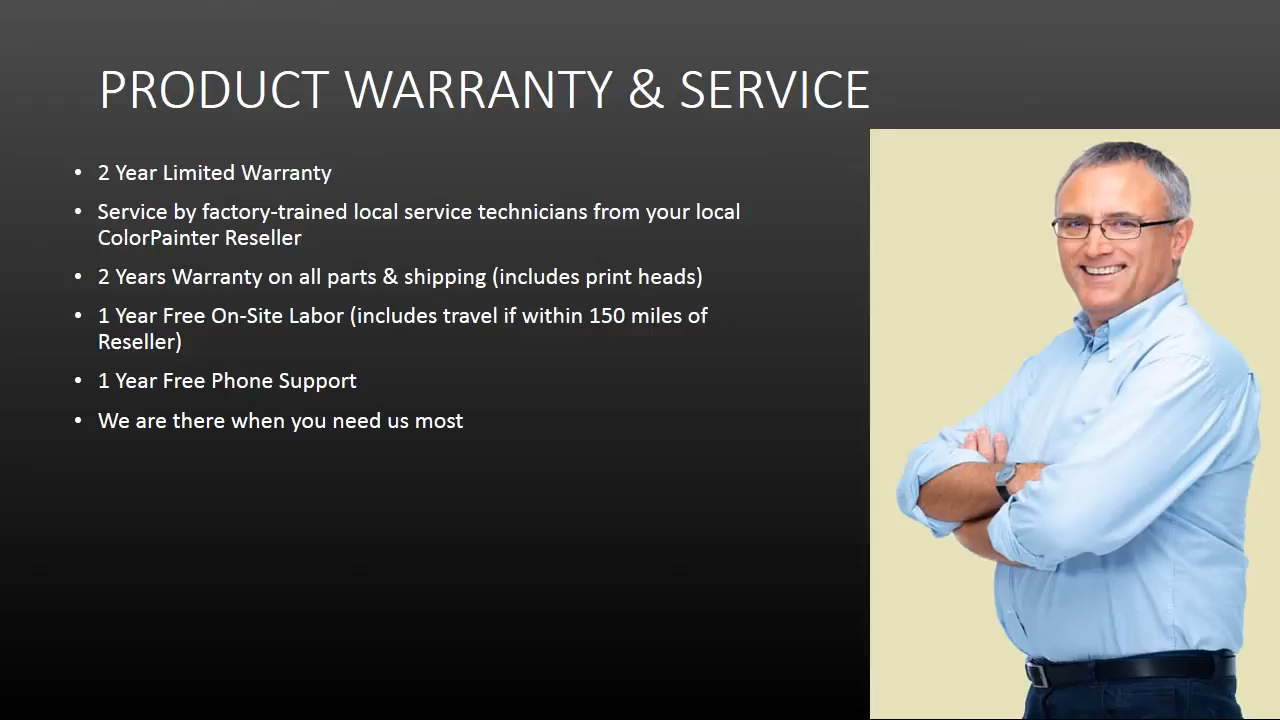 PRODUCT WARRANTY & SERVICE
• 2 Year Limited Warranty
• Service by factory-trained local service technicians from your local
ColorPainter Reseller
• 2 Years Warranty on all parts & shipping (includes print heads)
• 1 Year Free On-Site Labor (includes travel if within 150 miles of
Reseller)
• 1 Year Free Phone Support
• We are there when you need us most